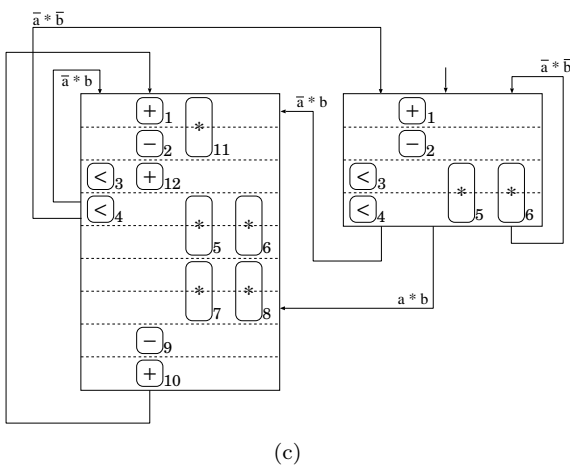 a̅ * b̅
a̅ * b̅
a̅ * b
a̅ * b
+ 1 * 11 + 1
− 2 − 2
< 3 + 12 < 3 * 5 * 6
< 4 * 5 * 6 < 4
* 7 * 8
a * b
− 9
+ 10
(c)